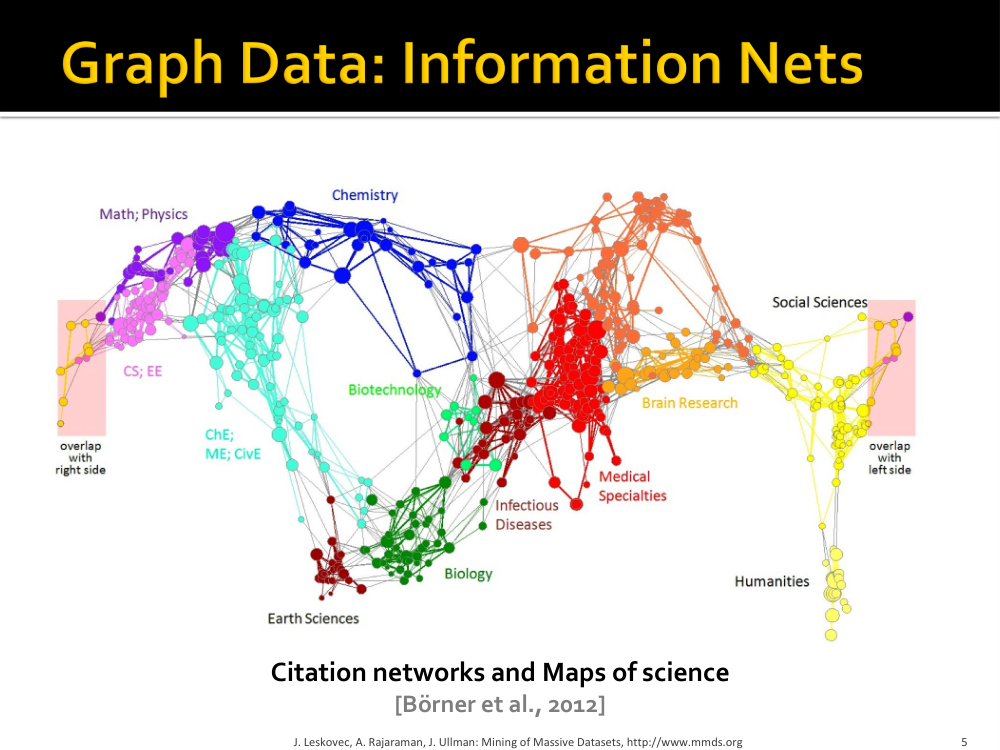 Graph Data: Information Nets
Chemistry
Math; Physics
Social Sciences
CS; EE
Biotechnology
Brain Research
ChE;
ME; CivE
overlap
with
right side
overlap
with
left side
Medical
Specialties
Infectious
Diseases
Biology
Humanities
Earth Sciences
Citation networks and Maps of science
[Börner et al., 2012]
J. Leskovec, A. Rajaraman, J. Ullman: Mining of Massive Datasets, http://www.mmds.org
5